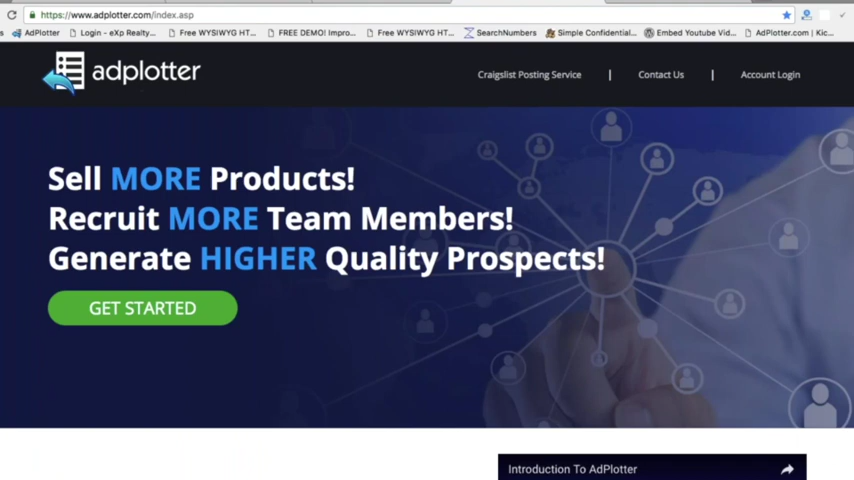 https://www.adplotter.com/index.asp
AdPlotter
Login - eXp Realty...
Free WYSIWYG HT...
FREE DEMO! Impro...
Free WYSIWYG HT...
SearchNumbers
Simple Confidential...
Embed Youtube Vid...
AdPlotter.com | Kic...
adplotter
Craigslist Posting Service | Contact Us | Account Login
Sell MORE Products!
Recruit MORE Team Members!
Generate HIGHER Quality Prospects!
GET STARTED
Introduction To AdPlotter